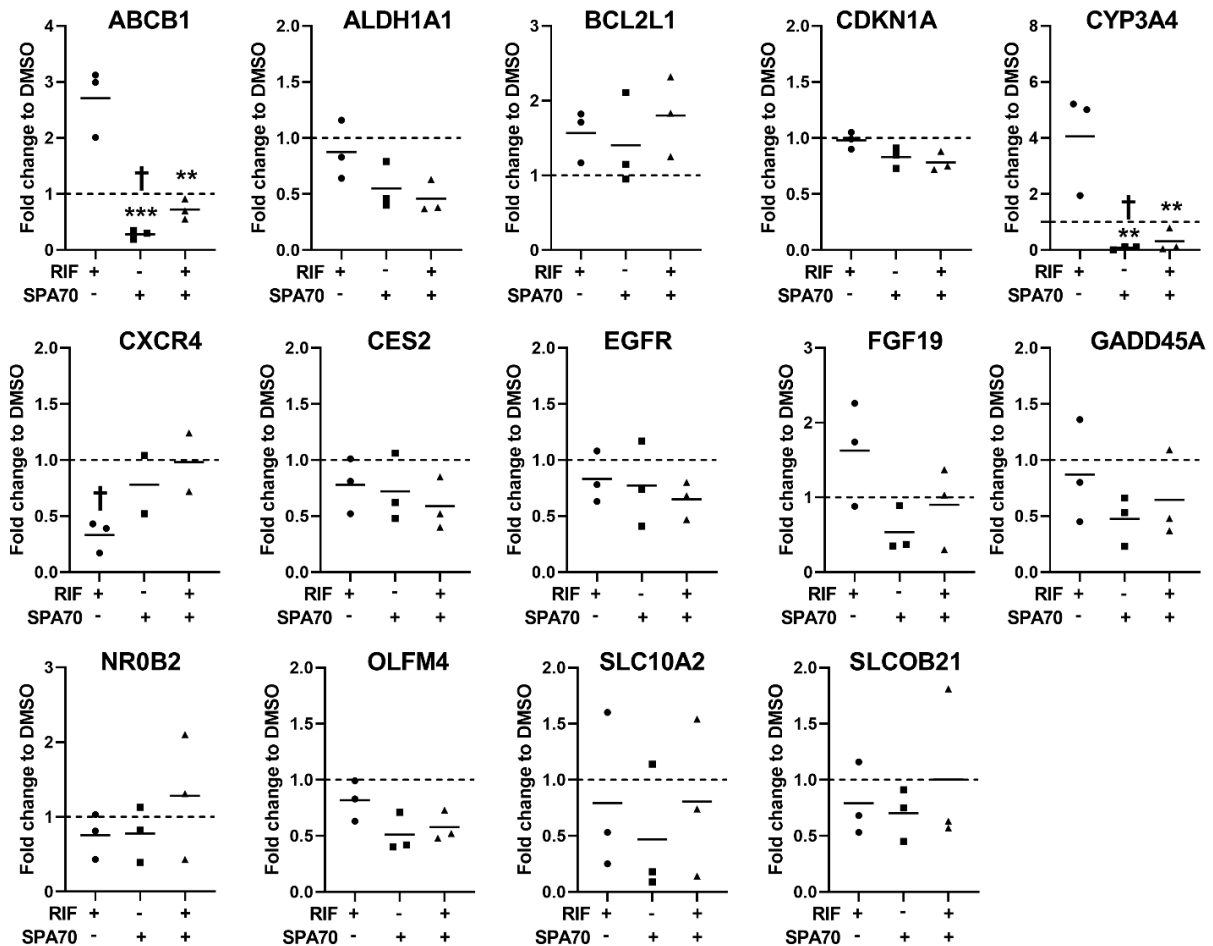 ABCB1
Fold change to DMSO
4
3
2
1
0
†
***
**
RIF + - +
SPA70 - + +
ALDH1A1
Fold change to DMSO
2.0
1.5
1.0
0.5
0.0
RIF + - +
SPA70 - + +
BCL2L1
Fold change to DMSO
3
2
1
0
RIF + - +
SPA70 - + +
CDKN1A
Fold change to DMSO
2.0
1.5
1.0
0.5
0.0
RIF + - +
SPA70 - + +
CYP3A4
Fold change to DMSO
8
6
4
2
0
†
**
**
RIF + - +
SPA70 - + +
CXCR4
Fold change to DMSO
2.0
1.5
1.0
0.5
0.0
†
RIF + - +
SPA70 - + +
CES2
Fold change to DMSO
2.0
1.5
1.0
0.5
0.0
RIF + - +
SPA70 - + +
EGFR
Fold change to DMSO
2.0
1.5
1.0
0.5
0.0
RIF + - +
SPA70 - + +
FGF19
Fold change to DMSO
3
2
1
0
RIF + - +
SPA70 - + +
GADD45A
Fold change to DMSO
2.0
1.5
1.0
0.5
0.0
RIF + - +
SPA70 - + +
NR0B2
Fold change to DMSO
3
2
1
0
RIF + - +
SPA70 - + +
OLFM4
Fold change to DMSO
2.0
1.5
1.0
0.5
0.0
RIF + - +
SPA70 - + +
SLC10A2
Fold change to DMSO
2.0
1.5
1.0
0.5
0.0
RIF + - +
SPA70 - + +
SLCOB21
Fold change to DMSO
2.0
1.5
1.0
0.5
0.0
RIF + - +
SPA70 - + +